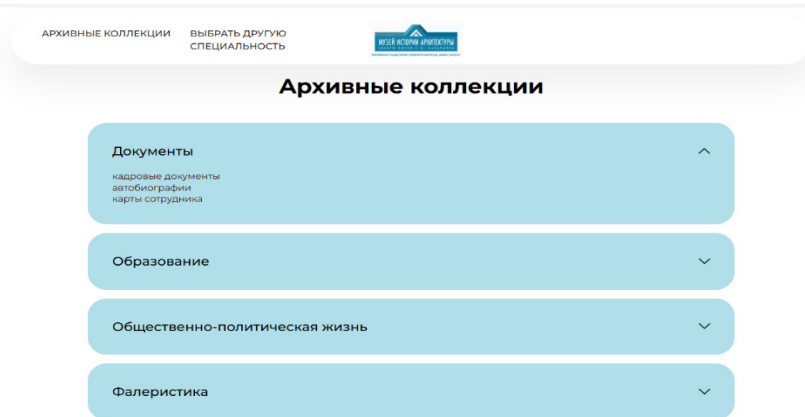 АРХИВНЫЕ КОЛЛЕКЦИИ
ВЫБРАТЬ ДРУГУЮ
СПЕЦИАЛЬНОСТЬ
МУЗЕЙ ИСТОРИИ АРХИТЕКТУРЫ
Архивные коллекции
Документы
кадровые документы
автобиографии
карты сотрудника
Образование
Общественно-политическая жизнь
Фалеристика